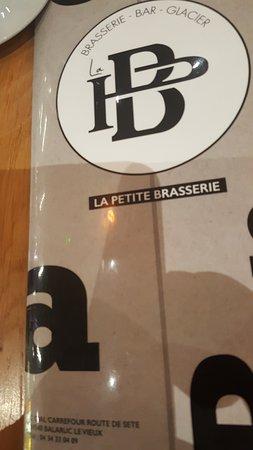 BRASSERIE - BAR - GLACIER
La
PB
LA PETITE BRASSERIE
a
CARREFOUR ROUTE DE SETE
BALARUC LE VIEUX
04 34 22 04 09